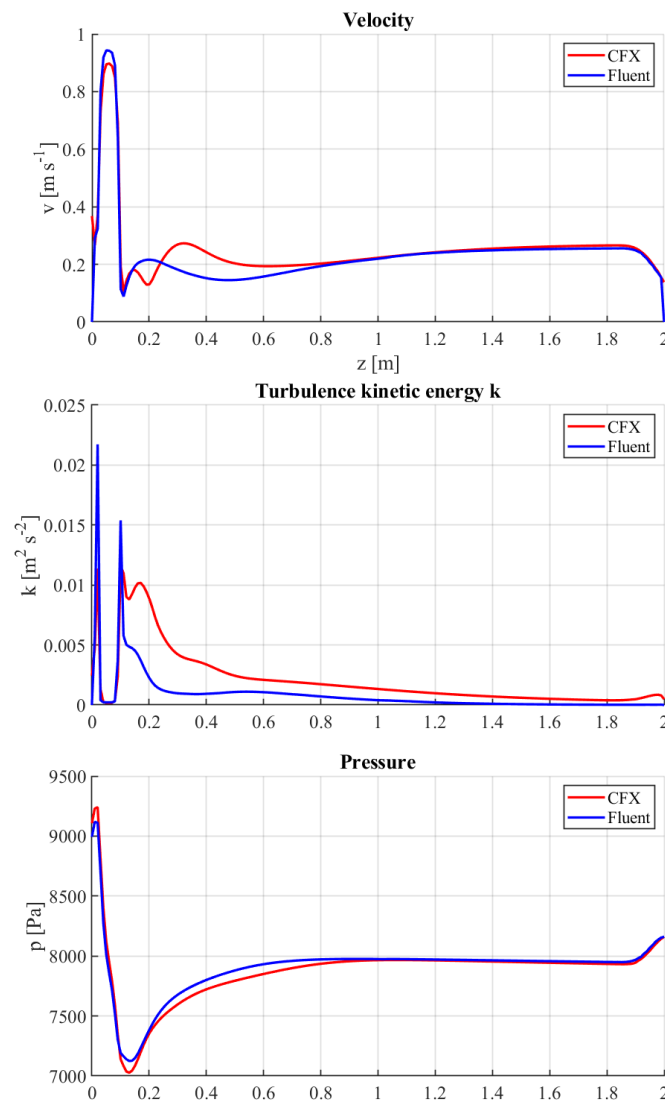 Velocity
1
0.8
0.6
0.4
0.2
0
v [m s⁻¹]
CFX
Fluent
0 0.2 0.4 0.6 0.8 1 1.2 1.4 1.6 1.8 2
z [m]
Turbulence kinetic energy k
0.025
0.02
0.015
0.01
0.005
0
k [m² s⁻²]
CFX
Fluent
0 0.2 0.4 0.6 0.8 1 1.2 1.4 1.6 1.8 2
Pressure
9500
9000
8500
8000
7500
7000
p [Pa]
CFX
Fluent
0 0.2 0.4 0.6 0.8 1 1.2 1.4 1.6 1.8 2